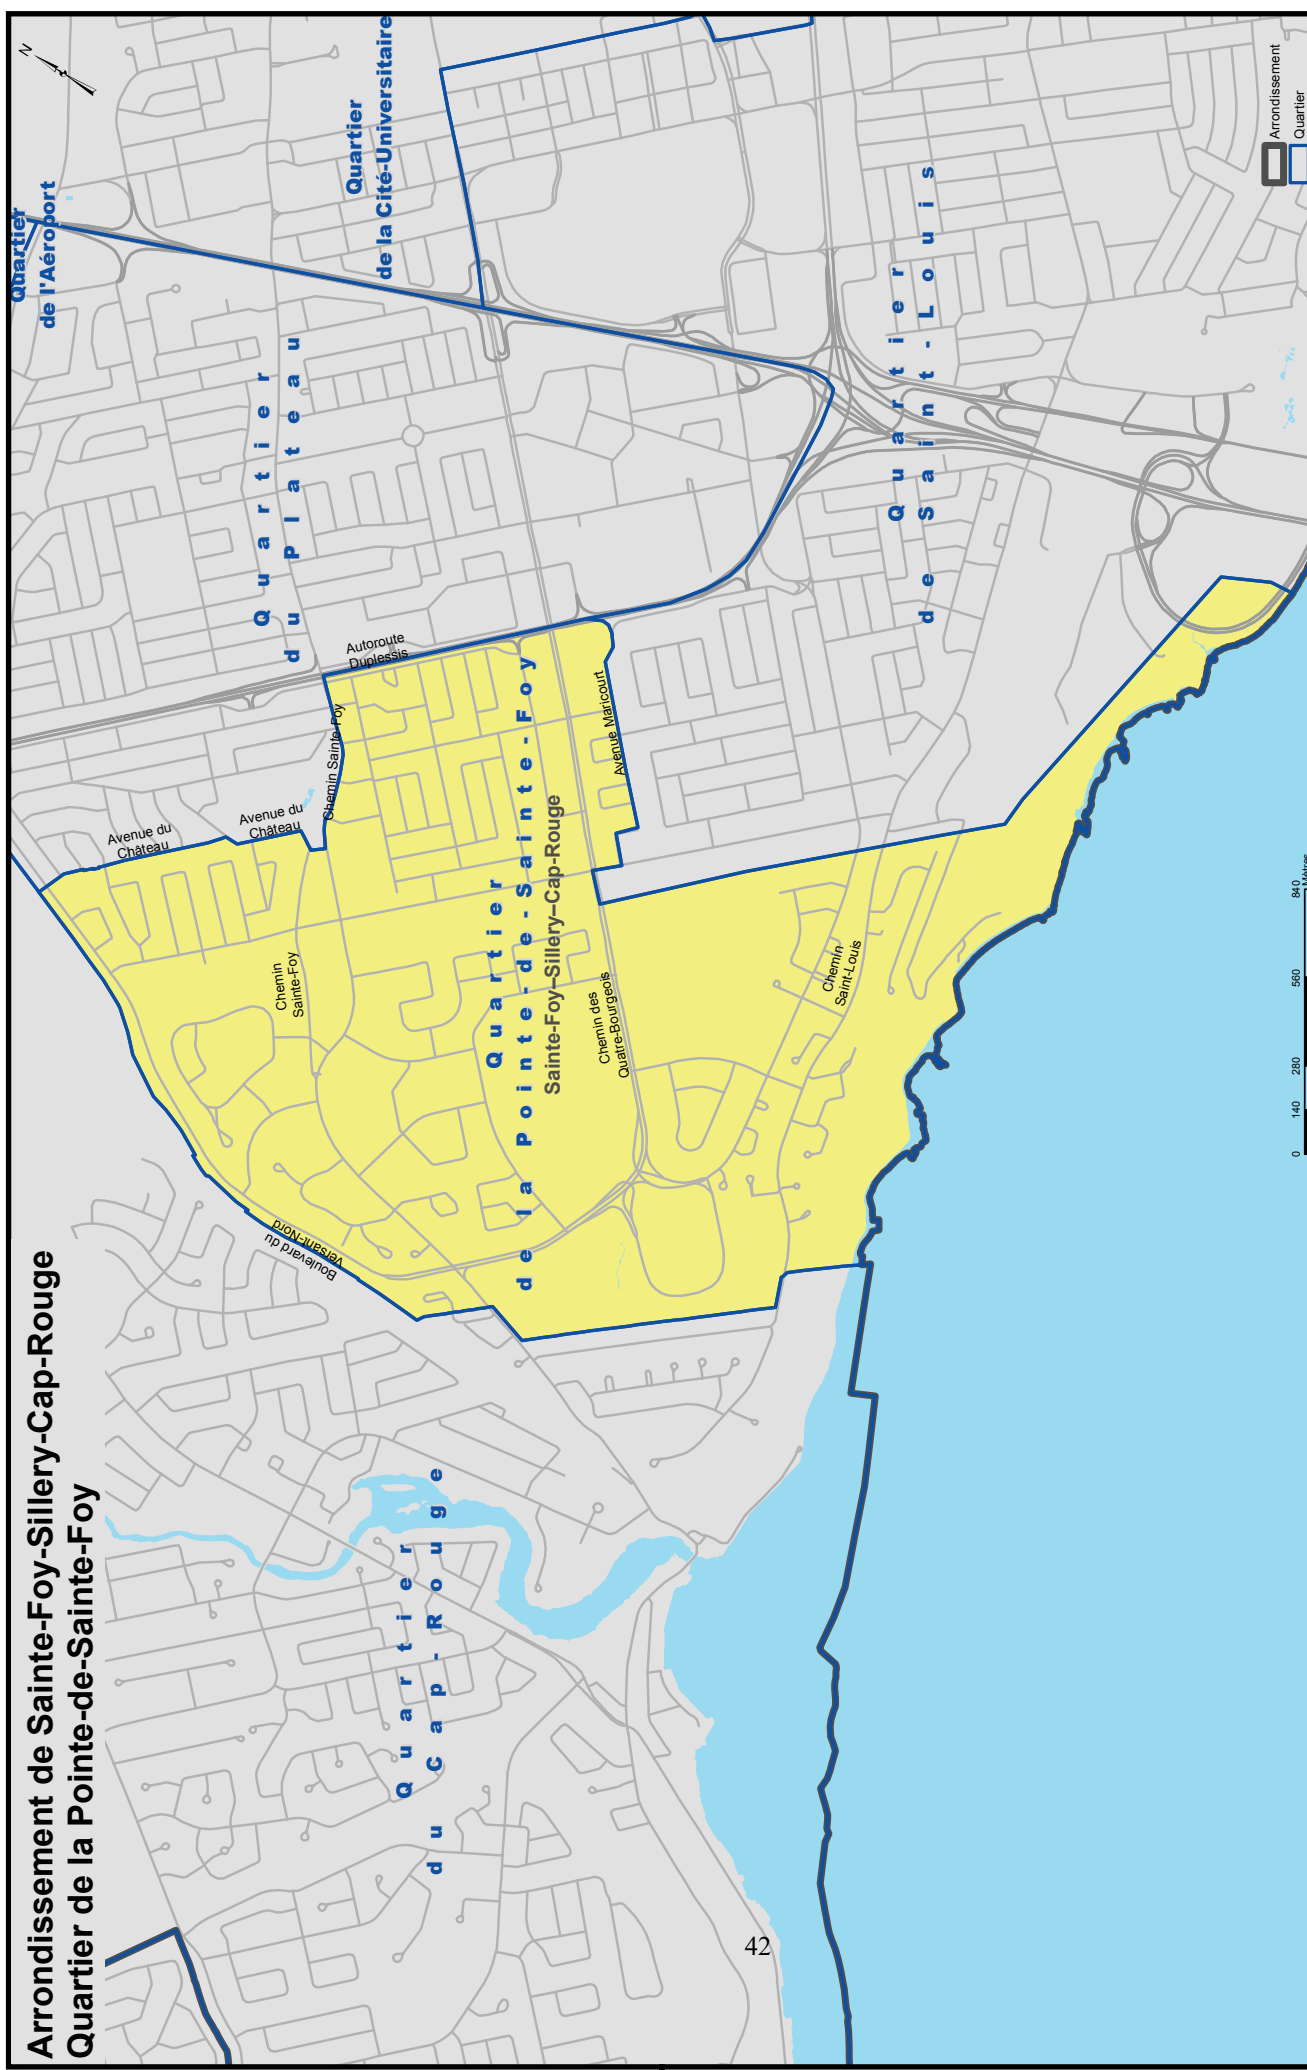 Arrondissement de Sainte-Foy-Sillery-Cap-Rouge
Quartier de la Pointe-de-Sainte-Foy
N
Quartier
de l'Aéroport
Quartier
de la Cité-Universitaire
Quartier
du Plateau
Autoroute
Duplessis
Avenue du
Château
Avenue du
Château
Chemin Sainte-Foy
Chemin
Sainte-Foy
Boulevard du
Versant-Nord
Quartier
de la Pointe-de-Sainte-Foy
Sainte-Foy–Sillery–Cap-Rouge
Avenue Maricourt
Chemin des
Quatre-Bourgeois
Chemin
Saint-Louis
Quartier
de Saint-Louis
Quartier
du Cap-Rouge
Arrondissement
Quartier
0 140 280 560 840
Mètres
42